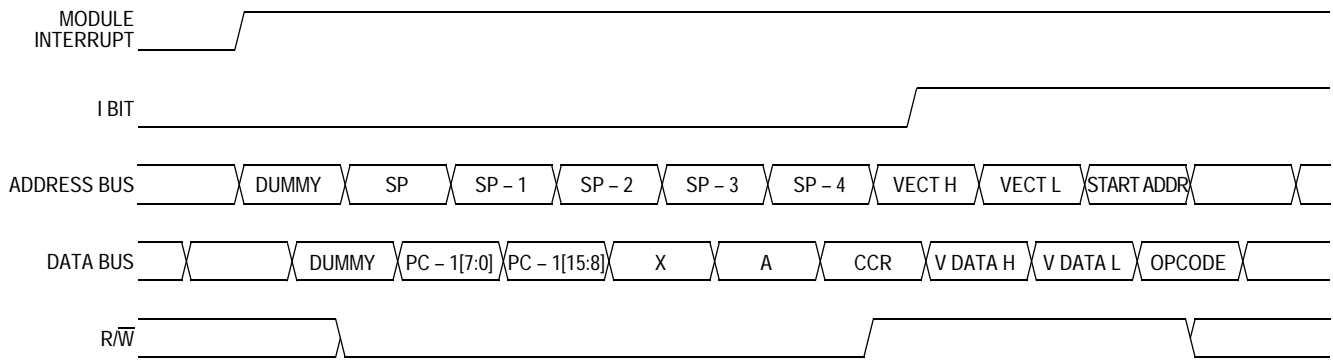 MODULE
INTERRUPT
I BIT
ADDRESS BUS DUMMY SP SP – 1 SP – 2 SP – 3 SP – 4 VECT H VECT L START ADDR
DATA BUS DUMMY PC – 1[7:0] PC – 1[15:8] X A CCR V DATA H V DATA L OPCODE
R/W̅